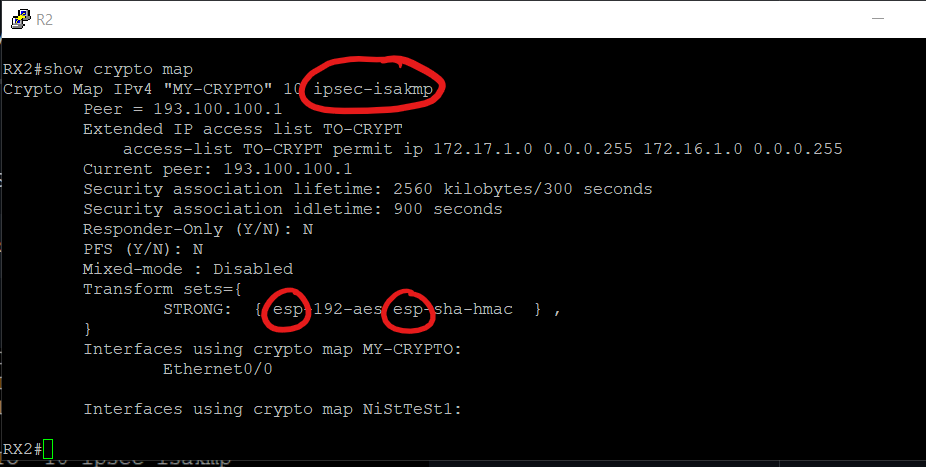 R2
RX2#show crypto map
Crypto Map IPv4 "MY-CRYPTO" 10 ipsec-isakmp
Peer = 193.100.100.1
Extended IP access list TO-CRYPT
access-list TO-CRYPT permit ip 172.17.1.0 0.0.0.255 172.16.1.0 0.0.0.255
Current peer: 193.100.100.1
Security association lifetime: 2560 kilobytes/300 seconds
Security association idletime: 900 seconds
Responder-Only (Y/N): N
PFS (Y/N): N
Mixed-mode : Disabled
Transform sets={
STRONG:  { esp-192-aes esp-sha-hmac  } ,
}
Interfaces using crypto map MY-CRYPTO:
Ethernet0/0
Interfaces using crypto map NiStTeSt1:
RX2#